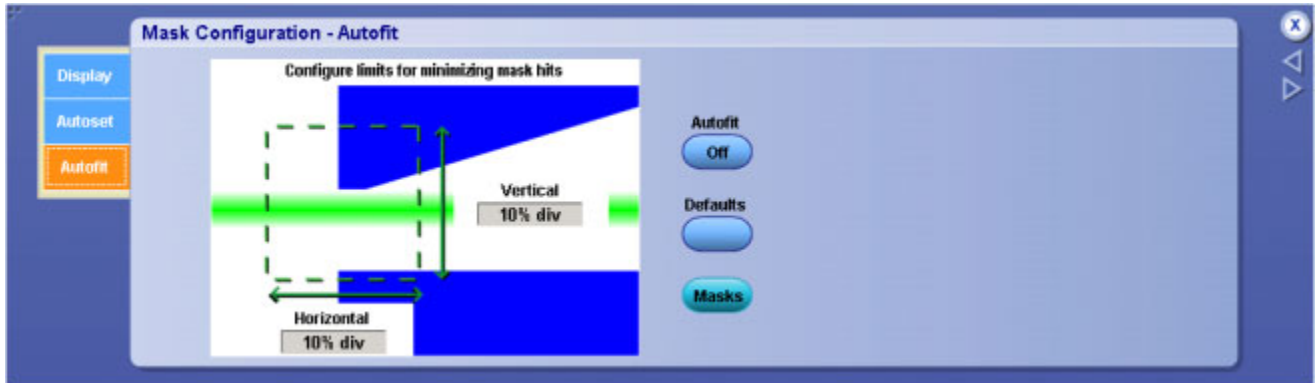 Mask Configuration - Autofit
X
Display
Autoset
Autofit
Configure limits for minimizing mask hits
Vertical
10% div
Horizontal
10% div
Autofit
Off
Defaults
Masks